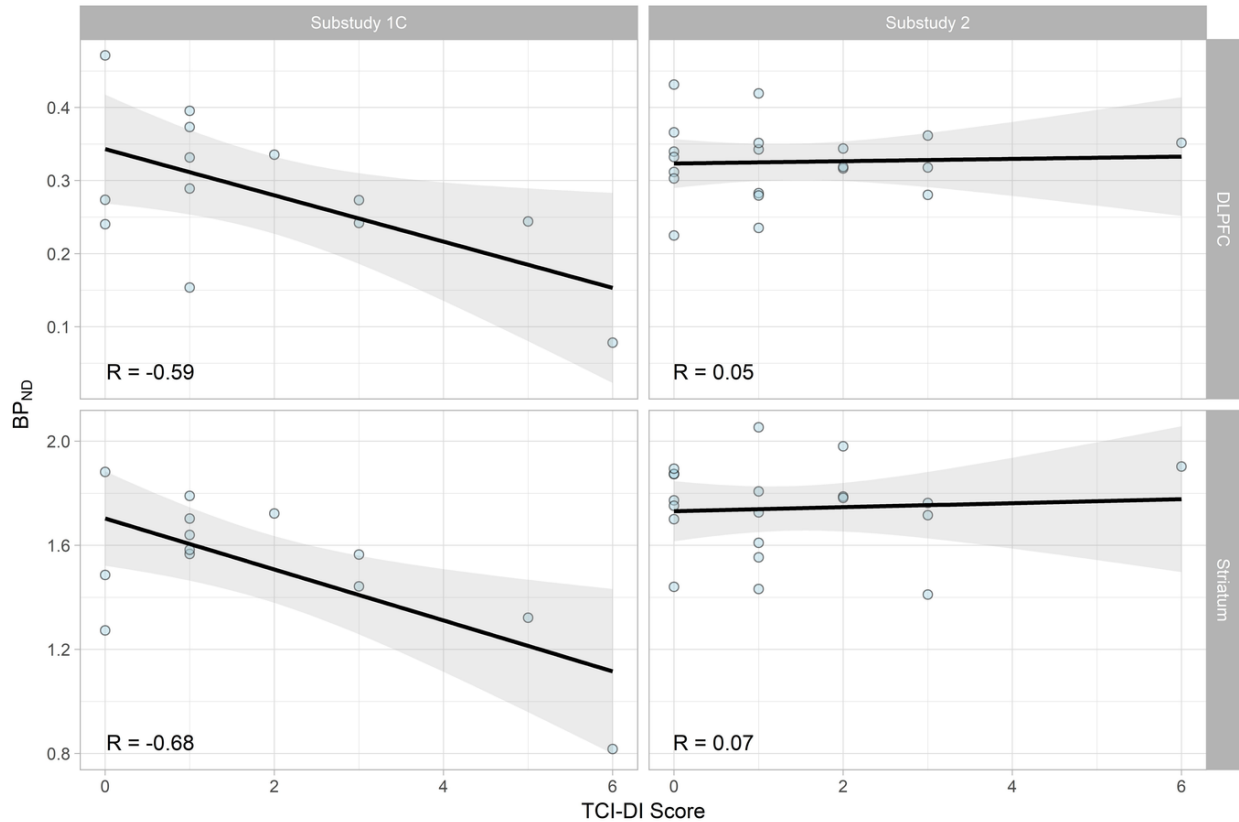 Substudy 1C
Substudy 2
0.4
0.3
0.2
0.1
R = -0.59
R = 0.05
DLPFC
BPND
2.0
1.6
1.2
0.8
R = -0.68
R = 0.07
Striatum
0 2 4 6
0 2 4 6
TCI-DI Score